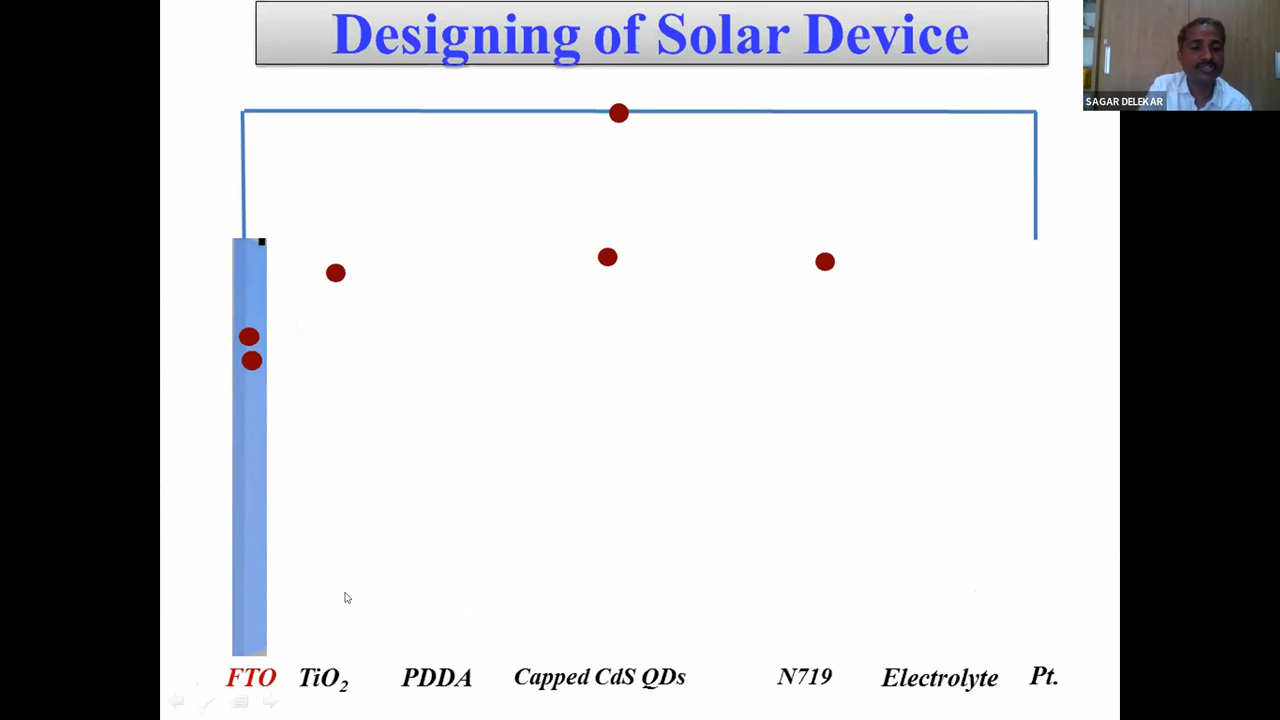 Designing of Solar Device
SAGAR DELEKAR
FTO TiO₂ PDDA Capped CdS QDs N719 Electrolyte Pt.